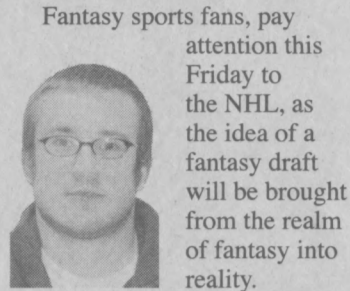 Fantasy sports fans, pay
attention this
Friday to
the NHL, as
the idea of a
fantasy draft
will be brought
from the realm
of fantasy into
reality.